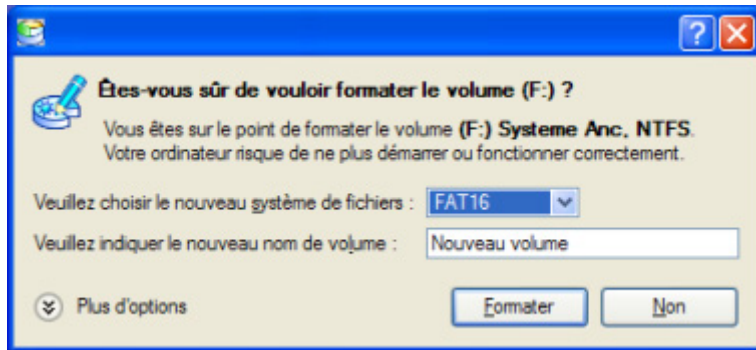 Êtes-vous sûr de vouloir formater le volume (F:) ?
Vous êtes sur le point de formater le volume (F:) Systeme Anc, NTFS.
Votre ordinateur risque de ne plus démarrer ou fonctionner correctement.
Veuillez choisir le nouveau système de fichiers : FAT16
Veuillez indiquer le nouveau nom de volume : Nouveau volume
Plus d'options Formater Non